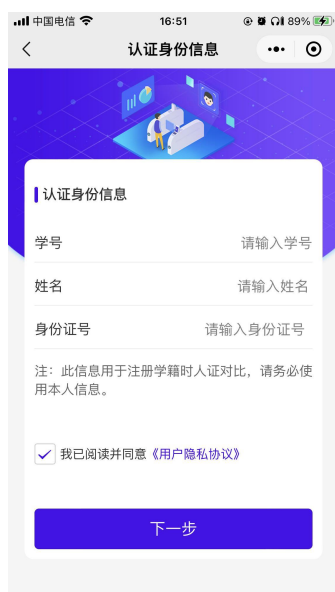 中国电信 16:51 89%
认证身份信息
认证身份信息
学号 请输入学号
姓名 请输入姓名
身份证号 请输入身份证号
注：此信息用于注册学籍时人证对比，请务必使
用本人信息。
我已阅读并同意《用户隐私协议》
下一步